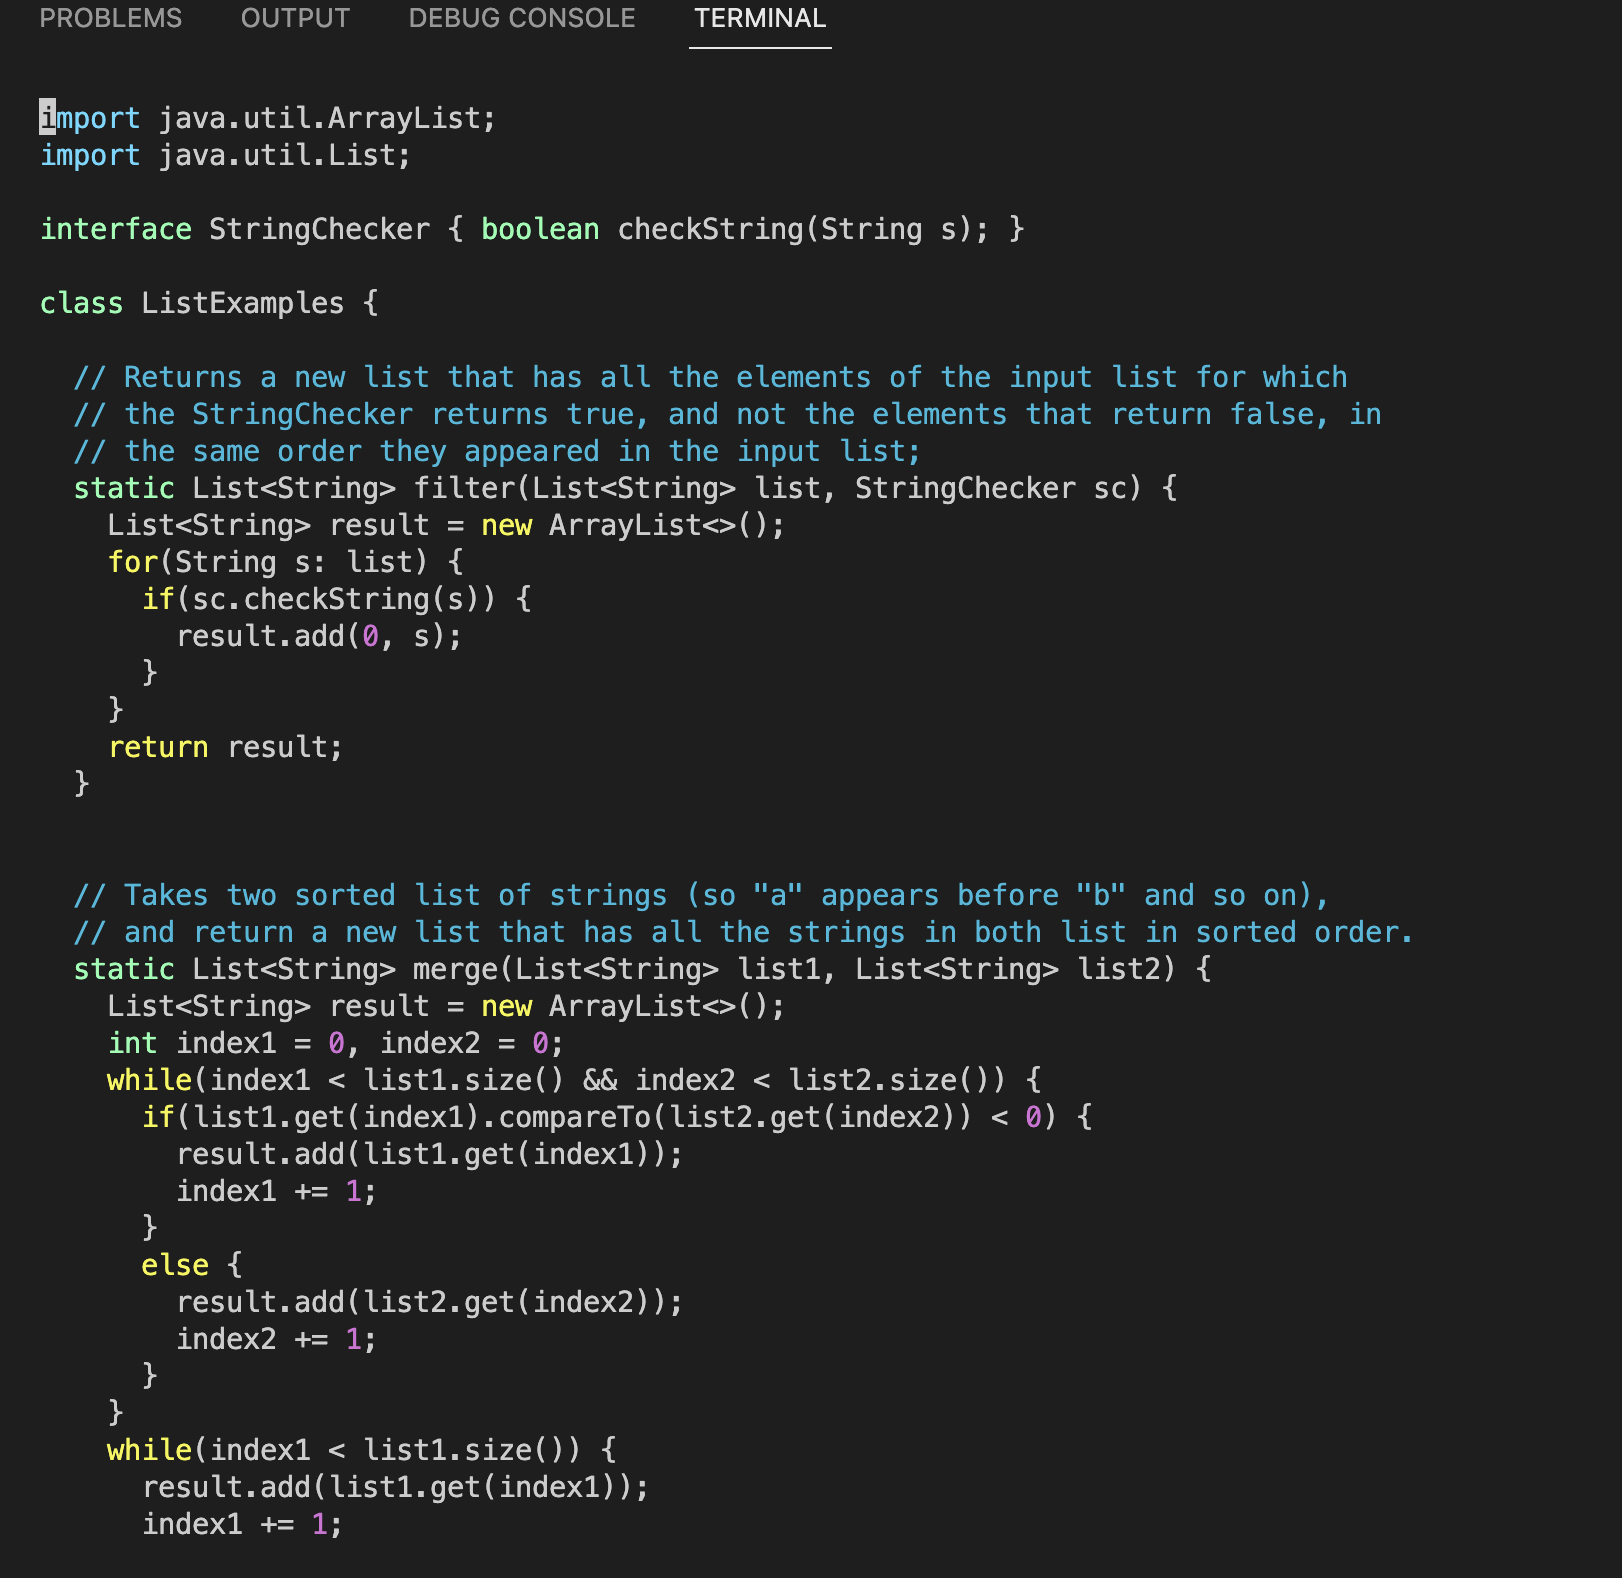 PROBLEMS OUTPUT DEBUG CONSOLE TERMINAL
import java.util.ArrayList;
import java.util.List;

interface StringChecker { boolean checkString(String s); }

class ListExamples {

  // Returns a new list that has all the elements of the input list for which
  // the StringChecker returns true, and not the elements that return false, in
  // the same order they appeared in the input list;
  static List<String> filter(List<String> list, StringChecker sc) {
    List<String> result = new ArrayList<>();
    for(String s: list) {
      if(sc.checkString(s)) {
        result.add(0, s);
      }
    }
    return result;
  }


  // Takes two sorted list of strings (so "a" appears before "b" and so on),
  // and return a new list that has all the strings in both list in sorted order.
  static List<String> merge(List<String> list1, List<String> list2) {
    List<String> result = new ArrayList<>();
    int index1 = 0, index2 = 0;
    while(index1 < list1.size() && index2 < list2.size()) {
      if(list1.get(index1).compareTo(list2.get(index2)) < 0) {
        result.add(list1.get(index1));
        index1 += 1;
      }
      else {
        result.add(list2.get(index2));
        index2 += 1;
      }
    }
    while(index1 < list1.size()) {
      result.add(list1.get(index1));
      index1 += 1;